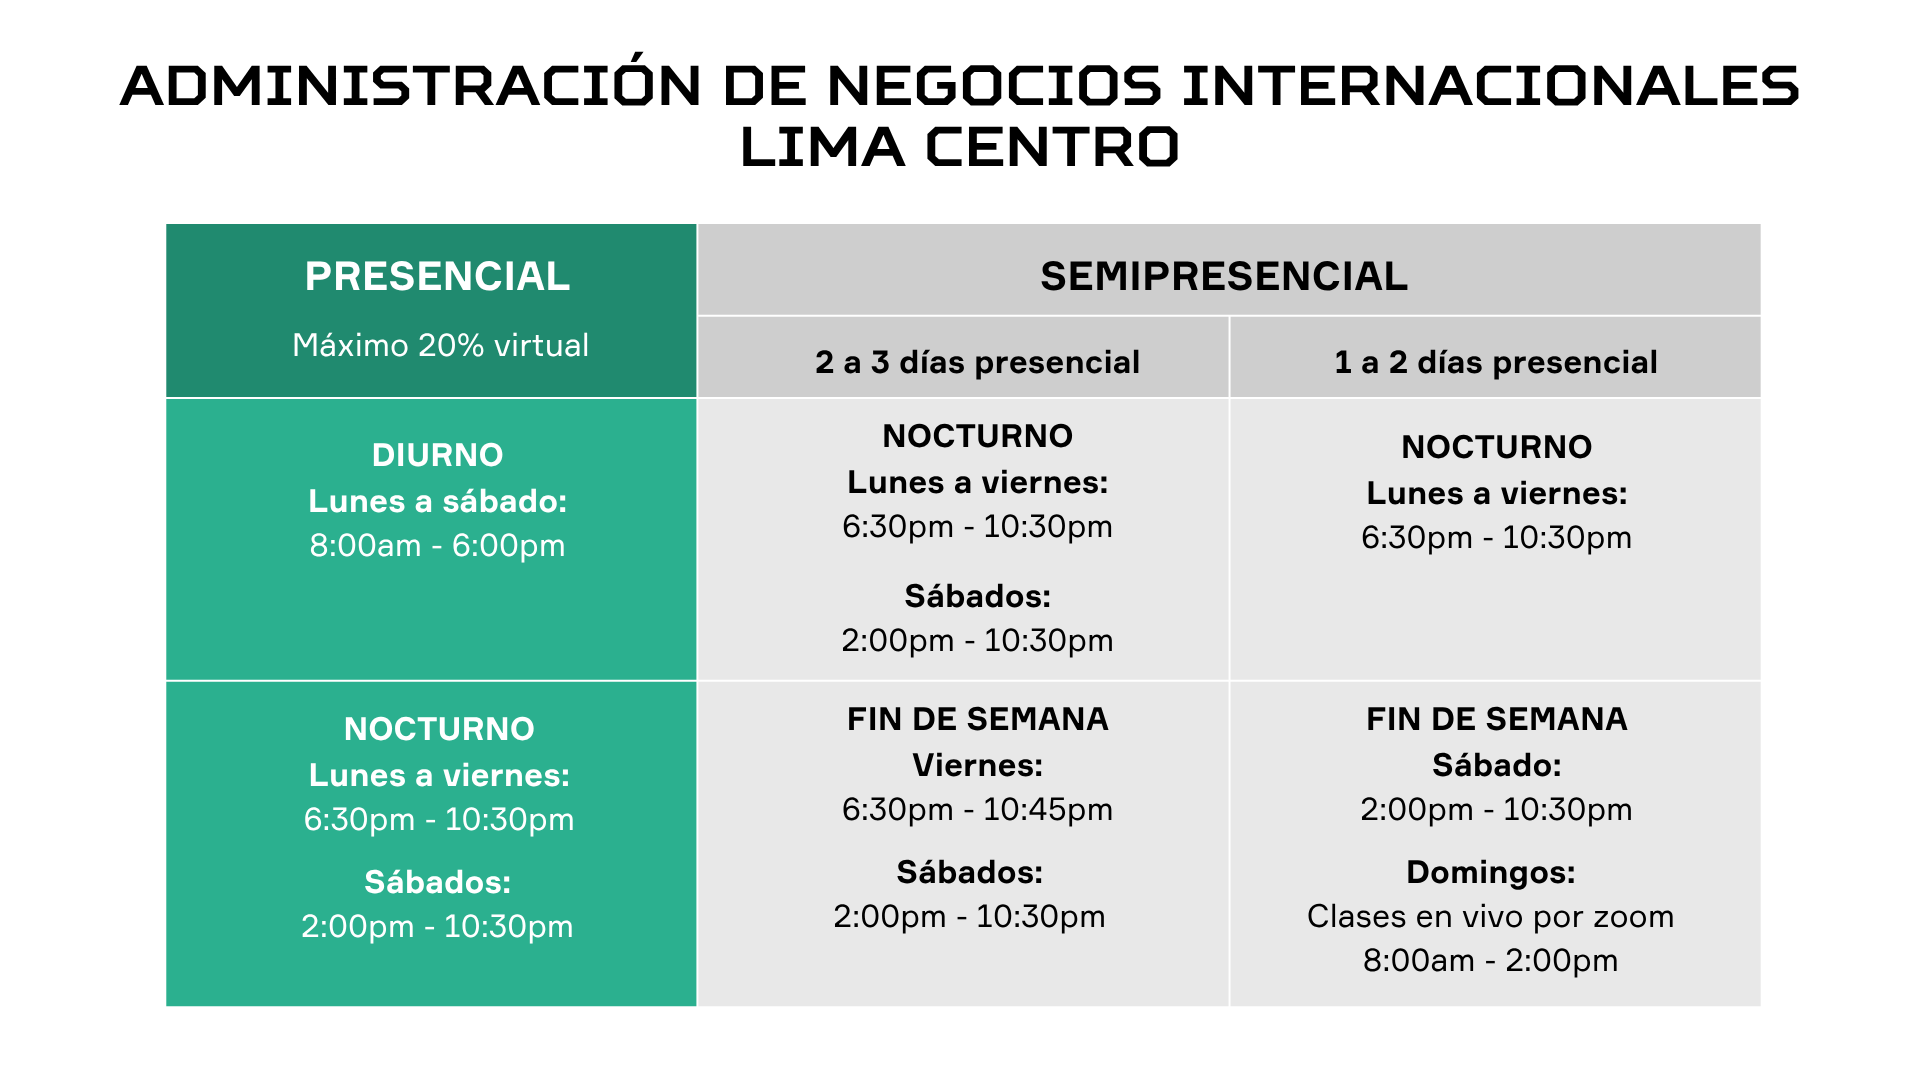 ADMINISTRACIÓN DE NEGOCIOS INTERNACIONALES
LIMA CENTRO
PRESENCIAL
Máximo 20% virtual
SEMIPRESENCIAL
2 a 3 días presencial
1 a 2 días presencial
DIURNO
Lunes a sábado:
8:00am - 6:00pm
NOCTURNO
Lunes a viernes:
6:30pm - 10:30pm
Sábados:
2:00pm - 10:30pm
NOCTURNO
Lunes a viernes:
6:30pm - 10:30pm
NOCTURNO
Lunes a viernes:
6:30pm - 10:30pm
Sábados:
2:00pm - 10:30pm
FIN DE SEMANA
Viernes:
6:30pm - 10:45pm
Sábados:
2:00pm - 10:30pm
FIN DE SEMANA
Sábado:
2:00pm - 10:30pm
Domingos:
Clases en vivo por zoom
8:00am - 2:00pm